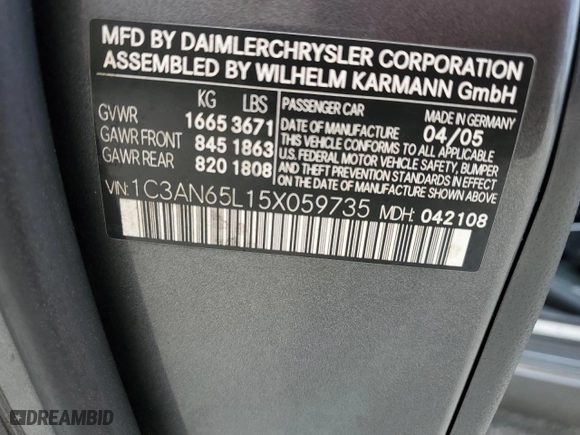 MFD BY DAIMLERCHRYSLER CORPORATION
ASSEMBLED BY WILHELM KARMANN GmbH
KG LBS
GVWR 1665 3671
GAWR FRONT 845 1863
GAWR REAR 820 1808
PASSENGER CAR MADE IN GERMANY
DATE OF MANUFACTURE 04/05
THIS VEHICLE CONFORMS TO ALL APPLICABLE
U.S. FEDERAL MOTOR VEHICLE SAFETY, BUMPER
AND THEFT PREVENTION STANDARDS IN EFFECT
ON DATE OF MANUFACTURE
VIN: 1C3AN65L15X059735 MDH: 042108
DREAMBID